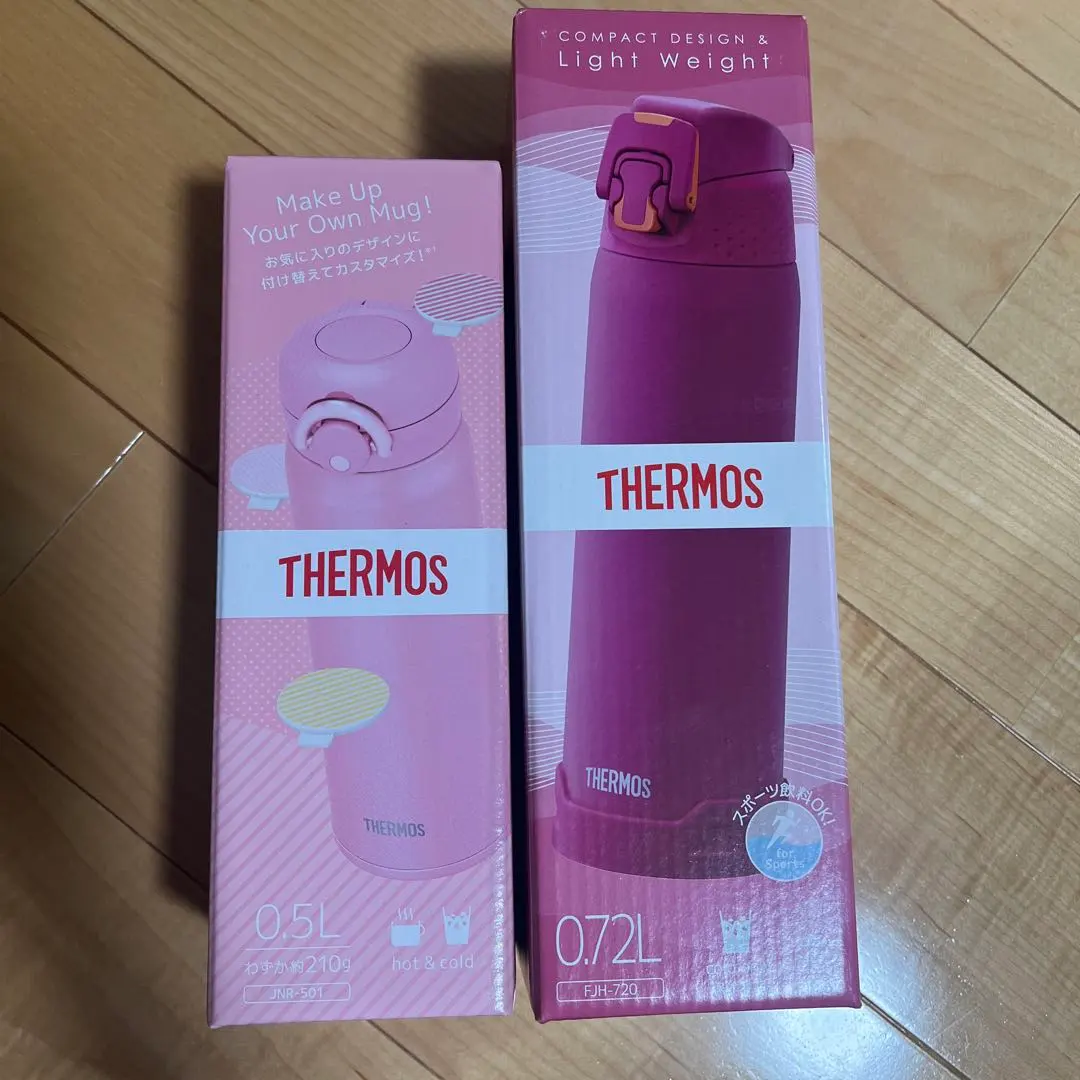 Make Up
Your Own Mug!
お気に入りのデザインに
付け替えてカスタマイズ!*¹
THERMOS
THERMOS
0.5L
わずか約210g
JNR-501
hot & cold
COMPACT DESIGN &
Light Weight
THERMOS
THERMOS
スポーツ飲料OK!
for
Sports
0.72L
FJH-720